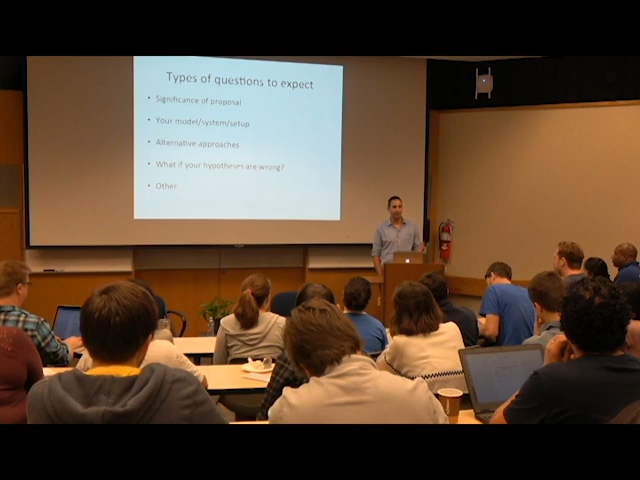 Types of questions to expect
• Significance of proposal
• Your model/system/setup
• Alternative approaches
• What if your hypotheses are wrong?
• Other